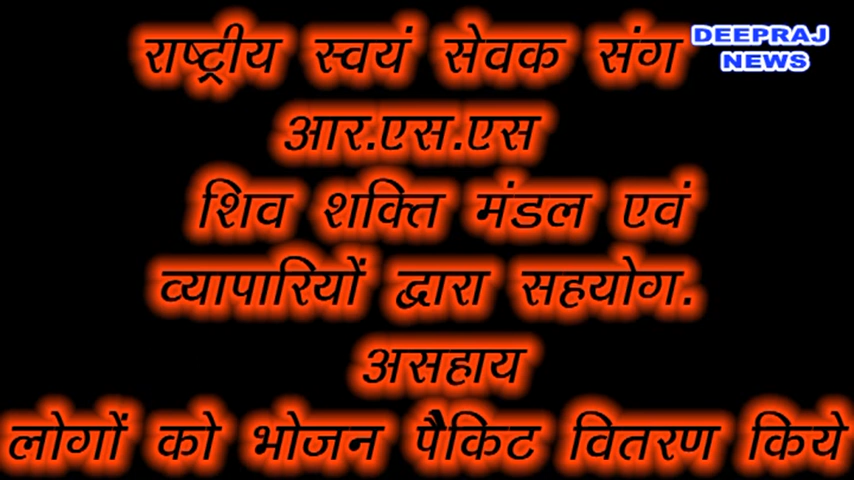 राष्ट्रीय स्वयं सेवक संग
DEEPRAJ
NEWS
आर.एस.एस
शिव शक्ति मंडल एवं
व्यापारियों द्वारा सहयोग.
असहाय
लोगों को भोजन पैकिट वितरण किये